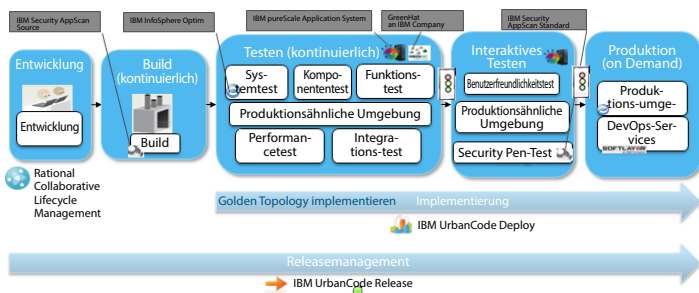 IBM Security AppScan
Source
IBM InfoSphere Optim
IBM pureScale Application System
GreenHat
an IBM Company
IBM Security
AppScan Standard
Entwicklung
Entwicklung
Build
(kontinuierlich)
Build
Testen (kontinuierlich)
Sys-
temtest
Kompo-
nententest
Funktions-
test
Produktionsähnliche Umgebung
Performan-
cetest
Integra-
tions-test
Interaktives
Testen
Benutzerfreundlichkeitstest
Produktionsähnliche
Umgebung
Security Pen-Test
Produktion
(on Demand)
Produk-
tions-umge-
DevOps-Ser-
vices
SOFTLAYER
Rational
Collaborative
Lifecycle
Management
Golden Topology implementieren
Implementierung
IBM UrbanCode Deploy
Releasemanagement
IBM UrbanCode Release